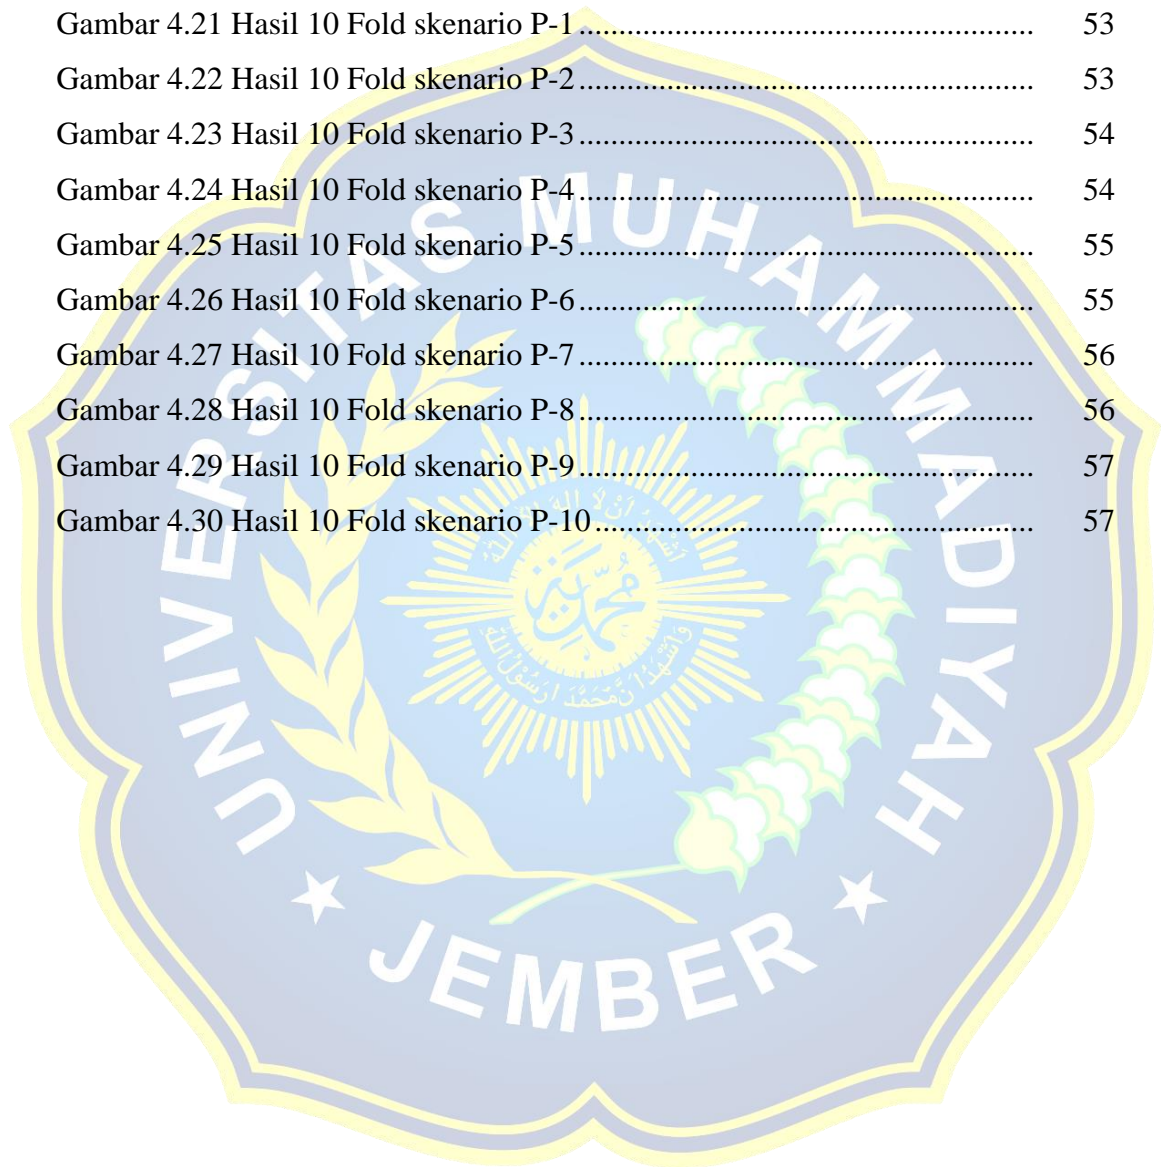 Gambar 4.21 Hasil 10 Fold skenario P-1 ......................................................... 53
Gambar 4.22 Hasil 10 Fold skenario P-2 ......................................................... 53
Gambar 4.23 Hasil 10 Fold skenario P-3 ......................................................... 54
Gambar 4.24 Hasil 10 Fold skenario P-4 ......................................................... 54
Gambar 4.25 Hasil 10 Fold skenario P-5 ......................................................... 55
Gambar 4.26 Hasil 10 Fold skenario P-6 ......................................................... 55
Gambar 4.27 Hasil 10 Fold skenario P-7 ......................................................... 56
Gambar 4.28 Hasil 10 Fold skenario P-8 ......................................................... 56
Gambar 4.29 Hasil 10 Fold skenario P-9 ......................................................... 57
Gambar 4.30 Hasil 10 Fold skenario P-10 ....................................................... 57
UNIVERSITAS MUHAMMADIYAH
JEMBER
محمد